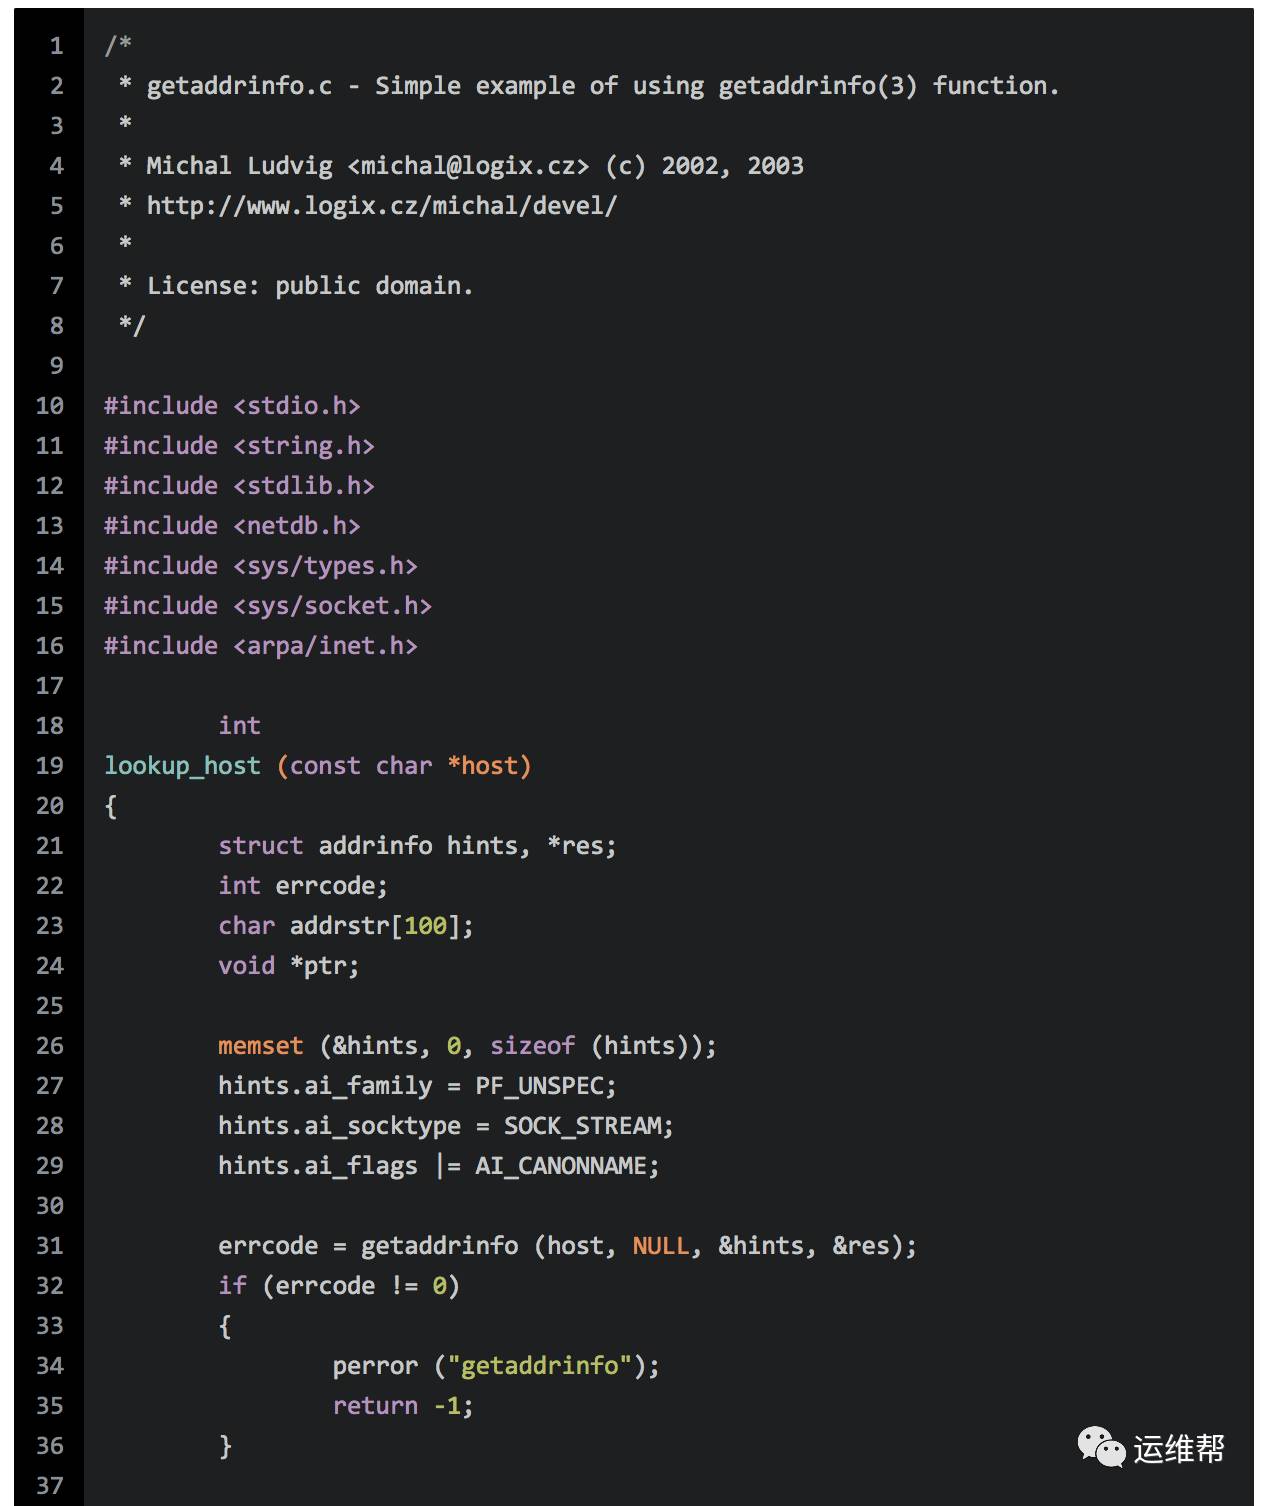 1 /*
2  * getaddrinfo.c - Simple example of using getaddrinfo(3) function.
3  *
4  * Michal Ludvig <michal@logix.cz> (c) 2002, 2003
5  * http://www.logix.cz/michal/devel/
6  *
7  * License: public domain.
8  */
9
10 #include <stdio.h>
11 #include <string.h>
12 #include <stdlib.h>
13 #include <netdb.h>
14 #include <sys/types.h>
15 #include <sys/socket.h>
16 #include <arpa/inet.h>
17
18         int
19 lookup_host (const char *host)
20 {
21         struct addrinfo hints, *res;
22         int errcode;
23         char addrstr[100];
24         void *ptr;
25
26         memset (&hints, 0, sizeof (hints));
27         hints.ai_family = PF_UNSPEC;
28         hints.ai_socktype = SOCK_STREAM;
29         hints.ai_flags |= AI_CANONNAME;
30
31         errcode = getaddrinfo (host, NULL, &hints, &res);
32         if (errcode != 0)
33         {
34                 perror ("getaddrinfo");
35                 return -1;
36         }
运维帮
37